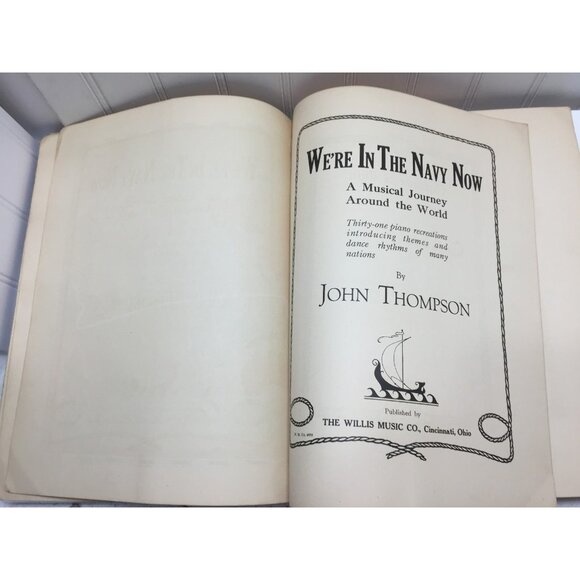 WE'RE IN THE NAVY NOW
A Musical Journey
Around the World
Thirty-one piano recreations
introducing themes and
dance rhythms of many
nations
By
JOHN THOMPSON
Published by
THE WILLIS MUSIC CO., Cincinnati, Ohio